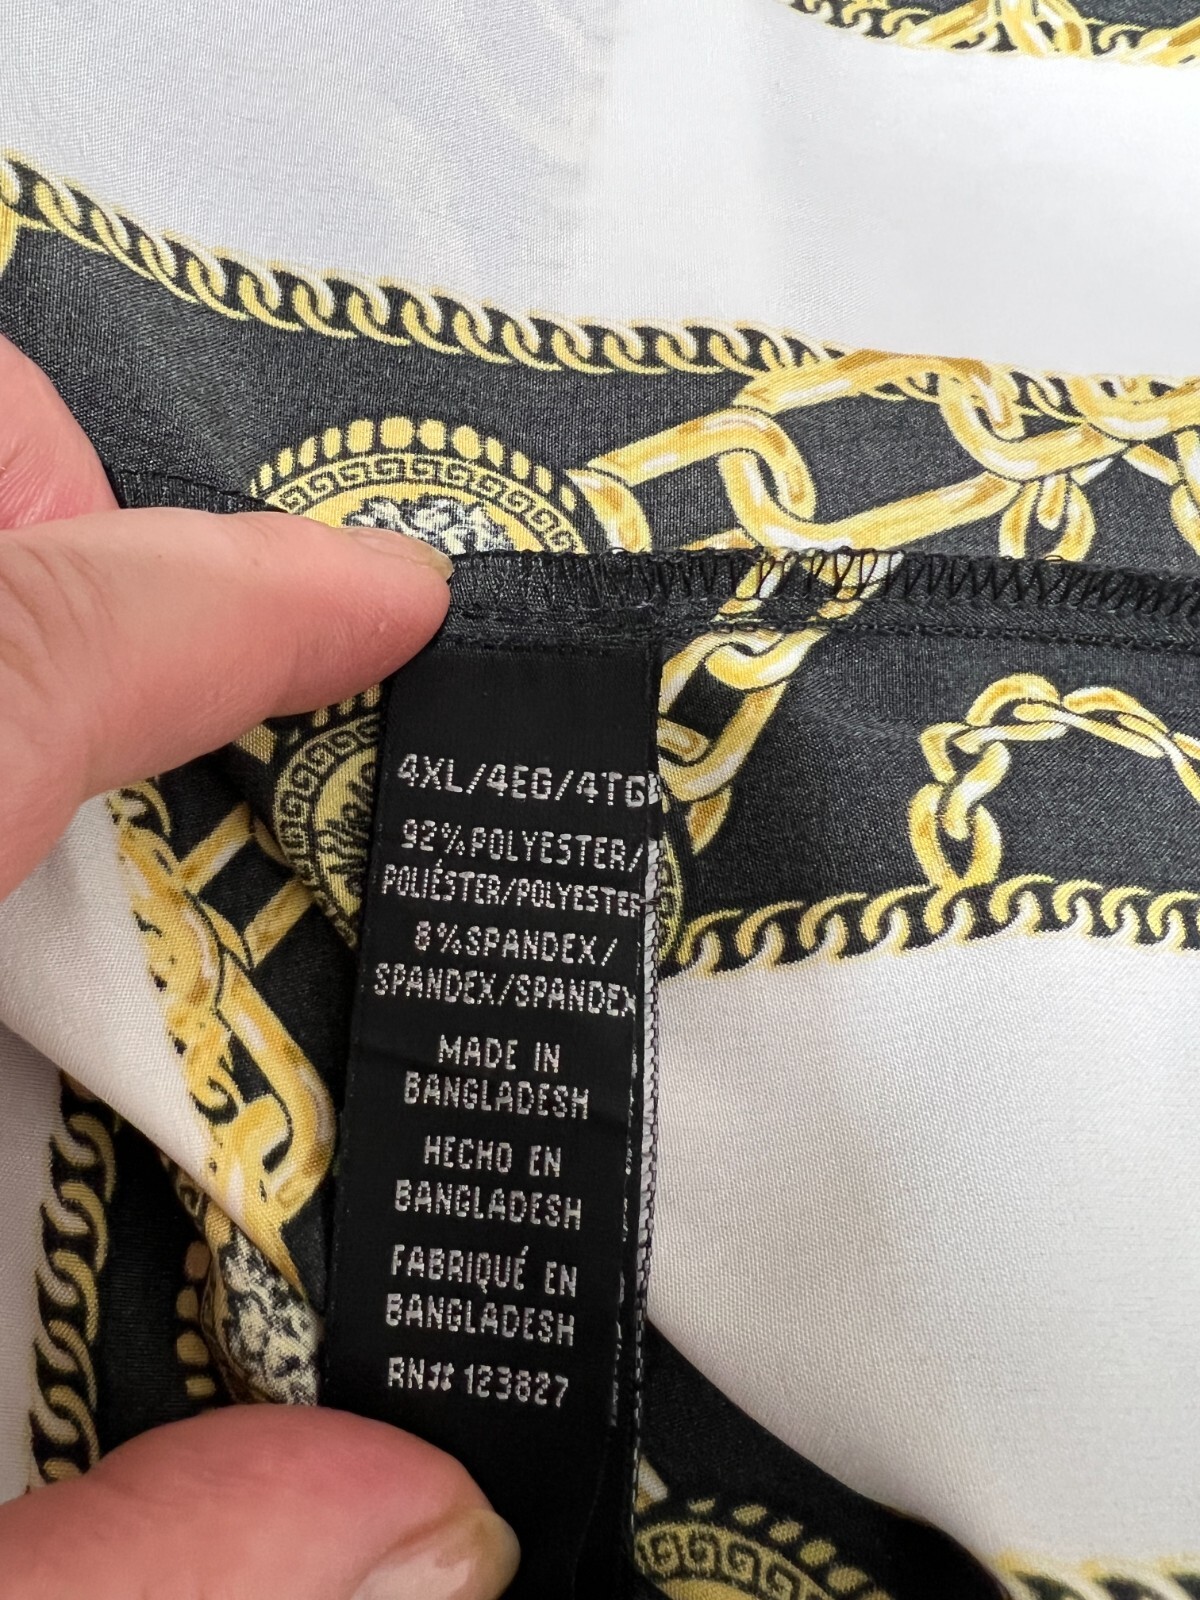 4XL/4EG/4TG
92%POLYESTER/
POLIÉSTER/POLYESTER
8%SPANDEX/
SPANDEX/SPANDEX
MADE IN
BANGLADESH
HECHO EN
BANGLADESH
FABRIQUÉ EN
BANGLADESH
RN# 123827